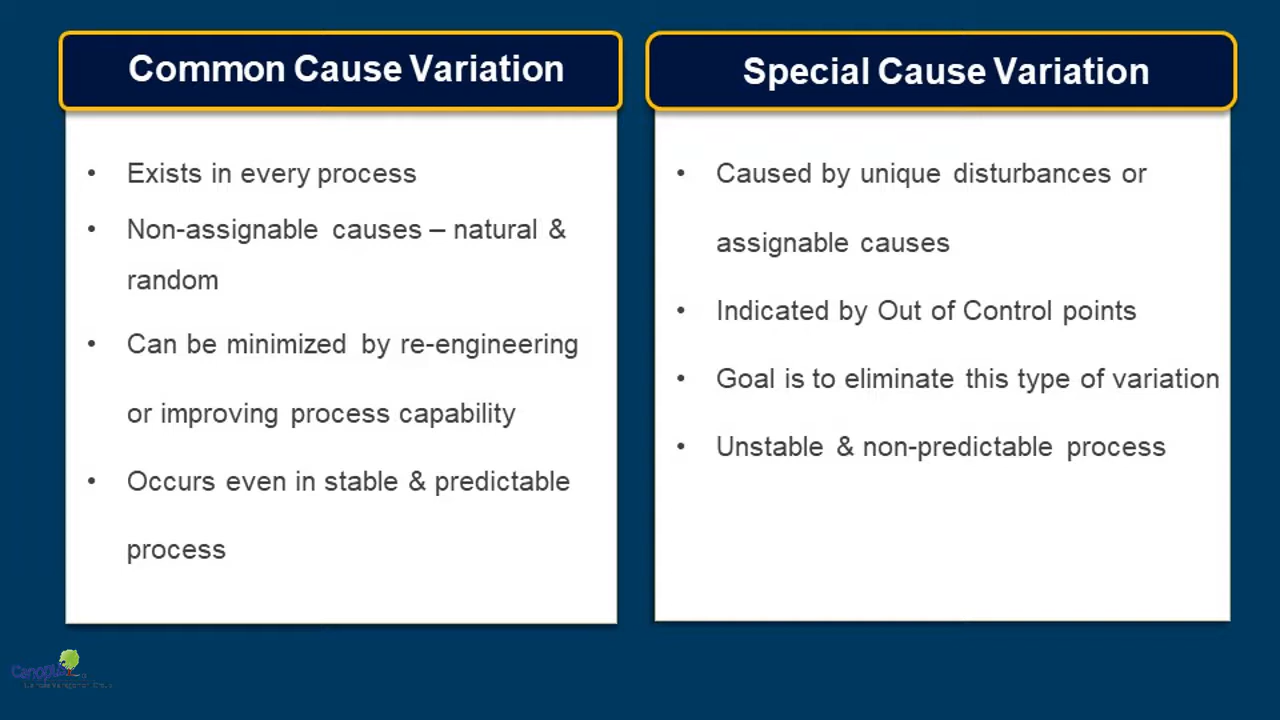 Common Cause Variation
• Exists in every process
• Non-assignable causes – natural &
random
• Can be minimized by re-engineering
or improving process capability
• Occurs even in stable & predictable
process
Special Cause Variation
• Caused by unique disturbances or
assignable causes
• Indicated by Out of Control points
• Goal is to eliminate this type of variation
• Unstable & non-predictable process